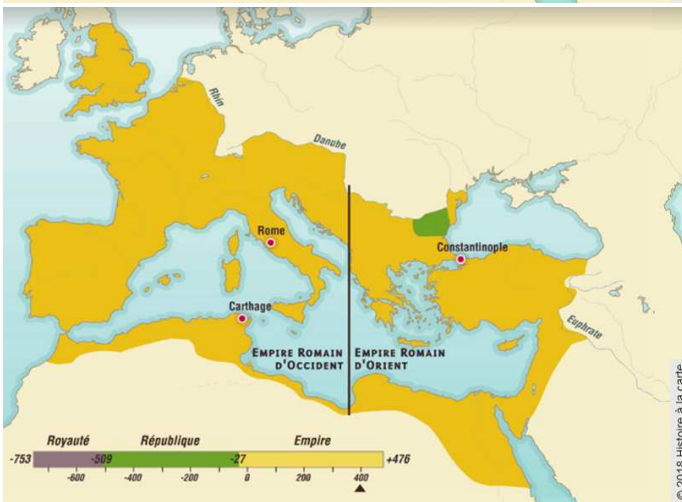 Rhin
Danube
Rome
Constantinople
Carthage
Euphrate
EMPIRE ROMAIN
D'OCCIDENT
EMPIRE ROMAIN
D'ORIENT
Royauté République Empire
-753 -509 -27 +476
-600 -400 -200 0 200 400
© 2018 Histoire à la carte